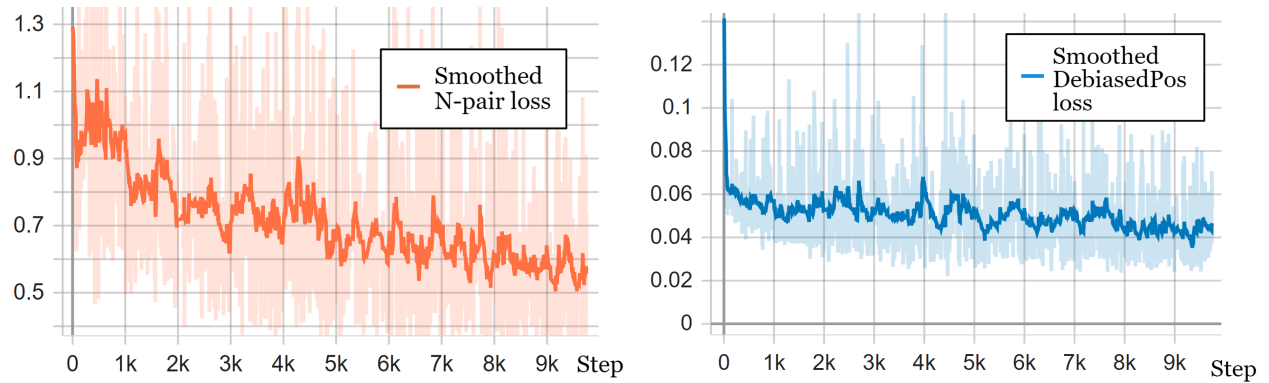 1.3
1.1
0.9
0.7
0.5
0 1k 2k 3k 4k 5k 6k 7k 8k 9k Step
Smoothed
N-pair loss
0.12
0.1
0.08
0.06
0.04
0.02
0
0 1k 2k 3k 4k 5k 6k 7k 8k 9k Step
Smoothed
DebiasedPos
loss